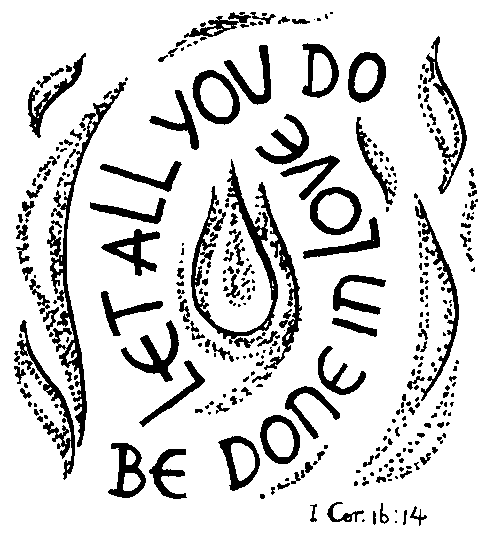 LET ALL YOU DO
BE DONE IN LOVE
I Cor. 16:14